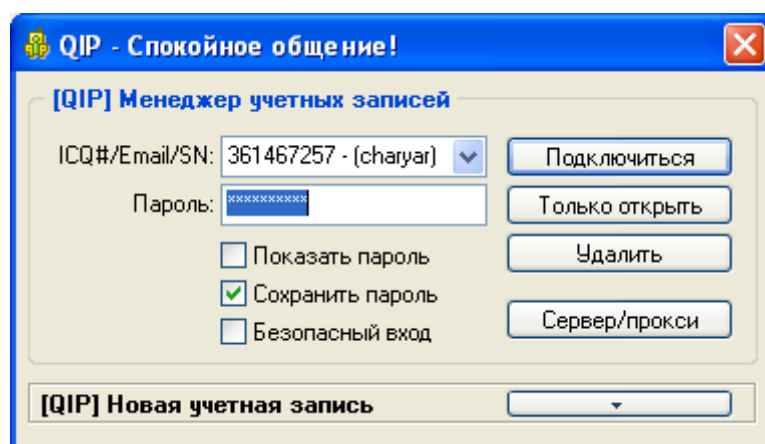 QIP - Спокойное общение!
[QIP] Менеджер учетных записей
ICQ#/Email/SN: 361467257 - (charyar) Подключиться
Пароль: ********** Только открыть
Показать пароль Удалить
Сохранить пароль
Безопасный вход Сервер/прокси
[QIP] Новая учетная запись